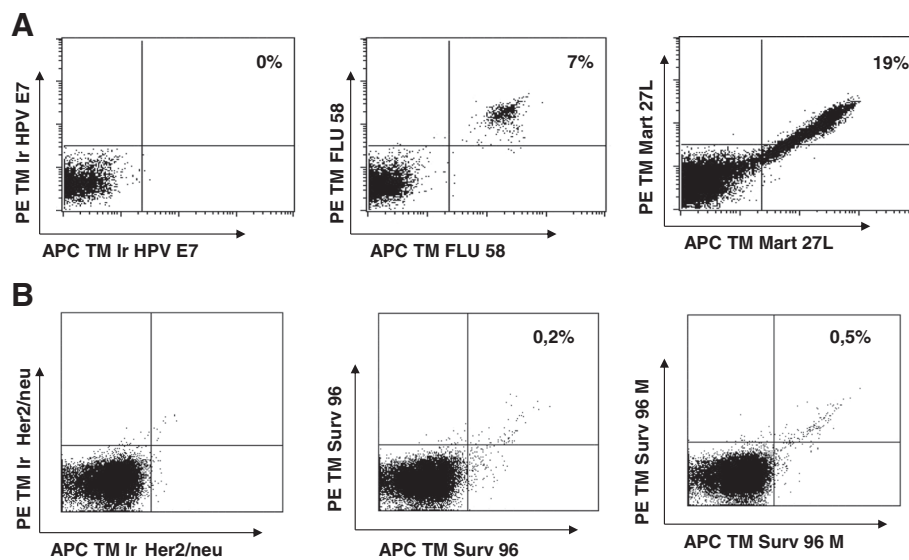 A
0%
PE TM Ir HPV E7
APC TM Ir HPV E7
7%
PE TM FLU 58
APC TM FLU 58
19%
PE TM Mart 27L
APC TM Mart 27L
B
PE TM Ir Her2/neu
APC TM Ir Her2/neu
0,2%
PE TM Surv 96
APC TM Surv 96
0,5%
PE TM Surv 96 M
APC TM Surv 96 M